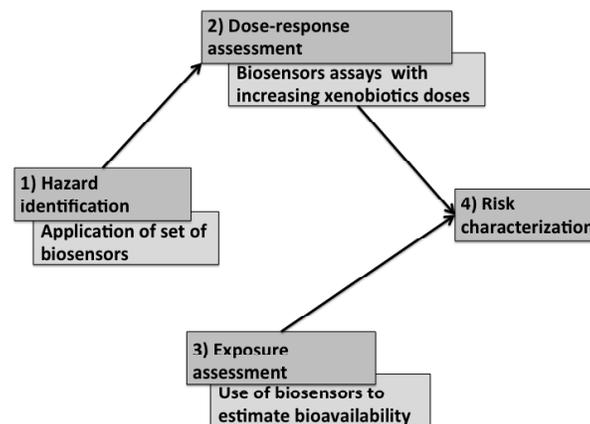 1) Hazard
identification
Application of set of
biosensors
2) Dose-response
assessment
Biosensors assays with
increasing xenobiotics doses
3) Exposure
assessment
Use of biosensors to
estimate bioavailability
4) Risk
characterization